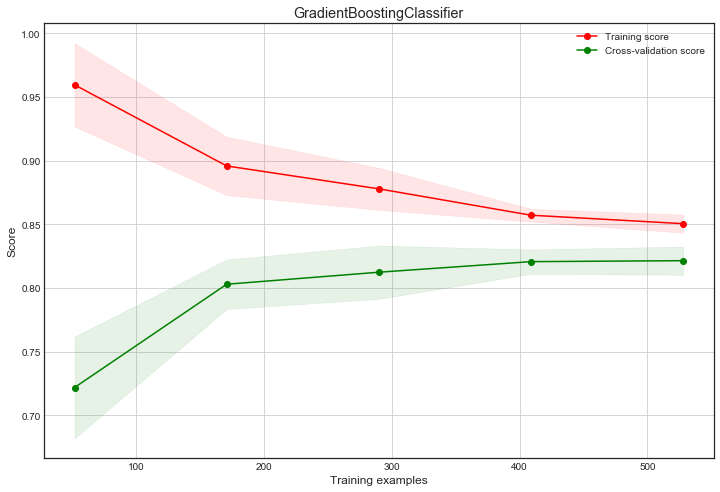 GradientBoostingClassifier
Training score
Cross-validation score
1.00
0.95
0.90
0.85
0.80
0.75
0.70
Score
100
200
300
400
500
Training examples